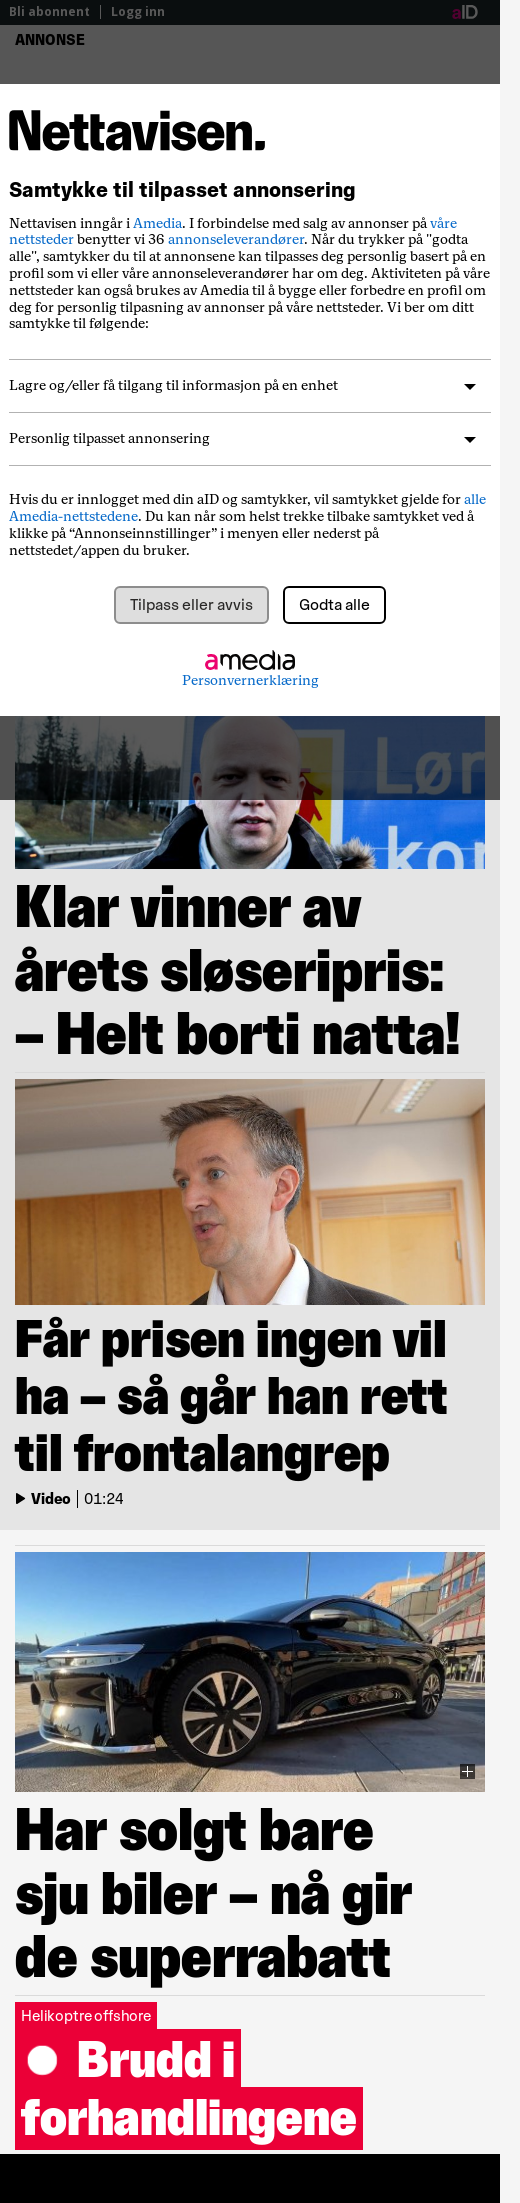 Bli abonnent | Logg inn
aID
ANNONSE
Nettavisen.
Samtykke til tilpasset annonsering
Nettavisen inngår i Amedia. I forbindelse med salg av annonser på våre
nettsteder benytter vi 36 annonseleverandører. Når du trykker på "godta
alle", samtykker du til at annonsene kan tilpasses deg personlig basert på en
profil som vi eller våre annonseleverandører har om deg. Aktiviteten på våre
nettsteder kan også brukes av Amedia til å bygge eller forbedre en profil om
deg for personlig tilpasning av annonser på våre nettsteder. Vi ber om ditt
samtykke til følgende:
Lagre og/eller få tilgang til informasjon på en enhet
Personlig tilpasset annonsering
Hvis du er innlogget med din aID og samtykker, vil samtykket gjelde for alle
Amedia-nettstedene. Du kan når som helst trekke tilbake samtykket ved å
klikke på “Annonseinnstillinger” i menyen eller nederst på
nettstedet/appen du bruker.
Tilpass eller avvis
Godta alle
amedia
Personvernerklæring
Lør
kor
Klar vinner av
årets sløseripris:
– Helt borti natta!
Får prisen ingen vil
ha – så går han rett
til frontalangrep
Video | 01:24
Har solgt bare
sju biler – nå gir
de superrabatt
Helikoptre offshore
Brudd i
forhandlingene